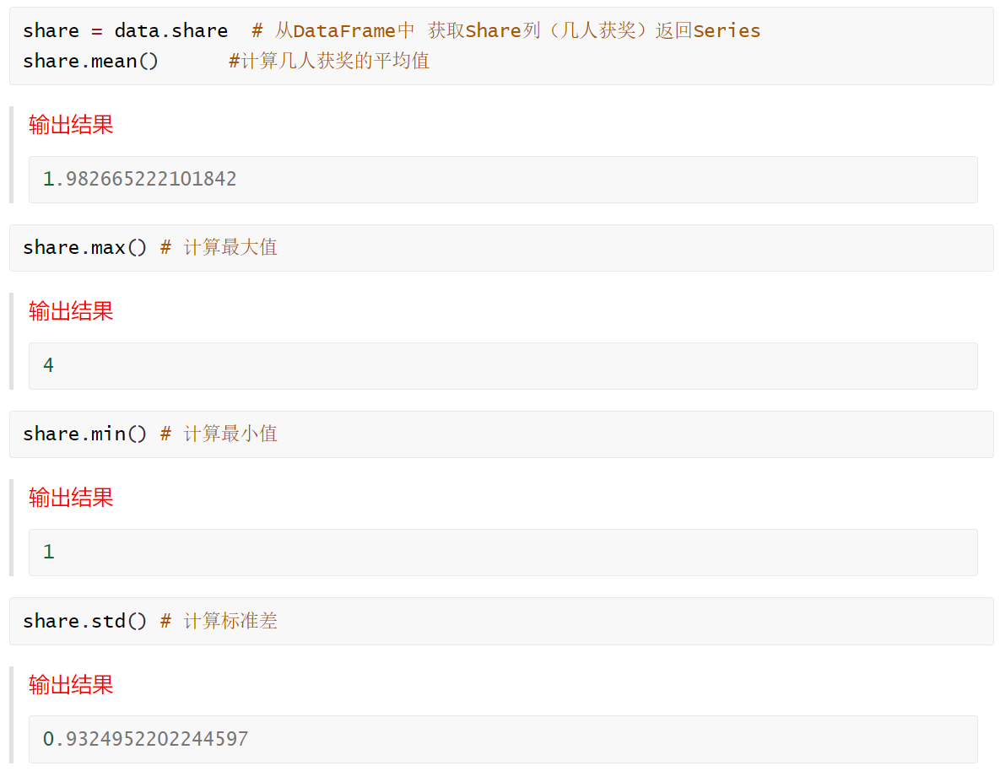 share = data.share  # 从DataFrame中 获取Share列（几人获奖）返回Series
share.mean()      #计算几人获奖的平均值
输出结果
1.982665222101842
share.max() # 计算最大值
输出结果
4
share.min() # 计算最小值
输出结果
1
share.std() # 计算标准差
输出结果
0.9324952202244597